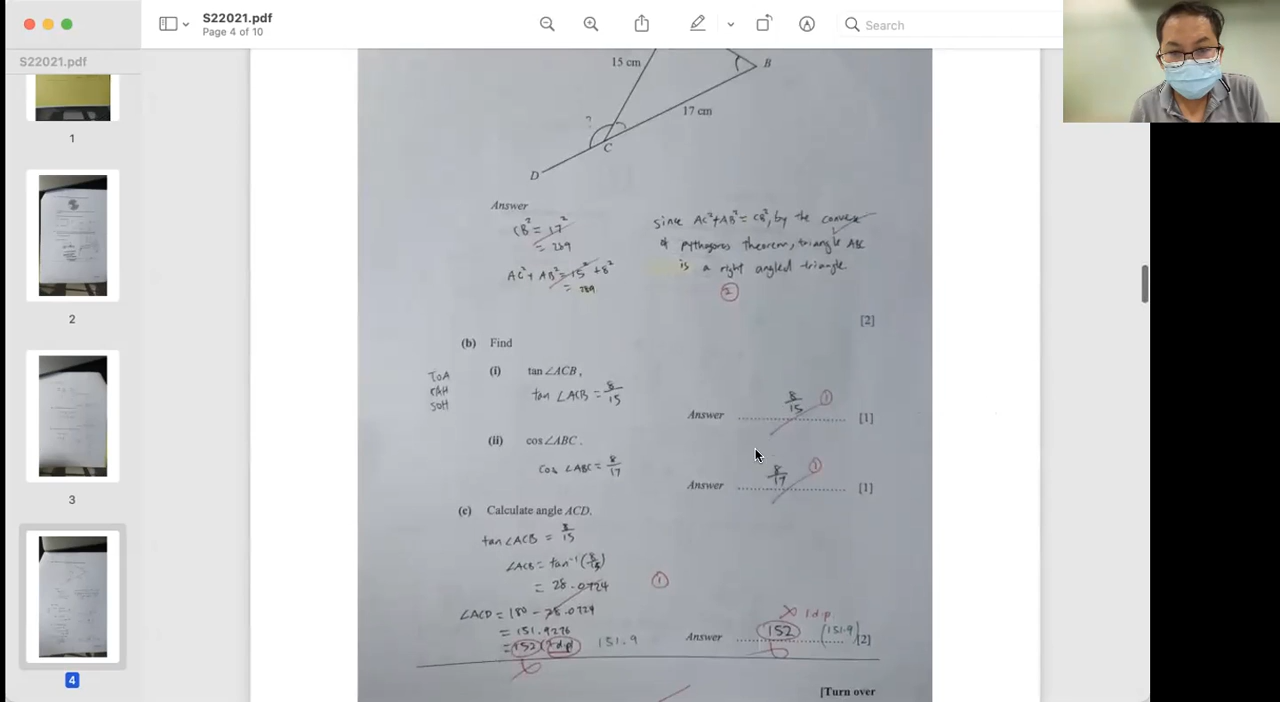 S22021.pdf
Page 4 of 10
Search
S22021.pdf
1
2
3
4
15 cm
B
17 cm
?
C
D
Answer
CB² = 17²
= 289
AC² + AB² = 15² + 8²
= 289
since AC² + AB² = CB², by the converse
of pythagoras theorem, triangle ABC
is a right angled triangle.
2
[2]
(b) Find
TOA
CAH
SOH
(i) tan ∠ACB,
tan ∠ACB = 8/15
Answer 8/15 1 [1]
(ii) cos ∠ABC.
cos ∠ABC = 8/17
Answer 8/17 1 [1]
(c) Calculate angle ACD.
tan ∠ACB = 8/15
∠ACB = tan⁻¹ (8/15)
= 28.0724
1
∠ACD = 180 - 28.0724
= 151.9276
= 152 (1 dp) 151.9
1 dp
Answer 152 (151.9) [2]
[Turn over